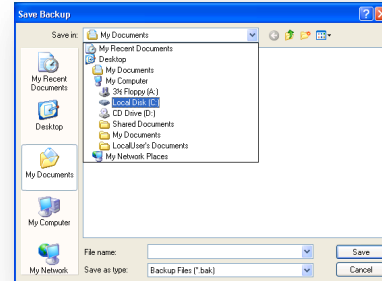 Save Backup
Save in: My Documents
My Recent Documents
Desktop
My Documents
My Computer
3½ Floppy (A:)
Local Disk (C:)
CD Drive (D:)
Shared Documents
My Documents
LocalUser's Documents
My Network Places
My Recent
Documents
Desktop
My Documents
My Computer
My Network
File name:
Save
Save as type: Backup Files (*.bak)
Cancel